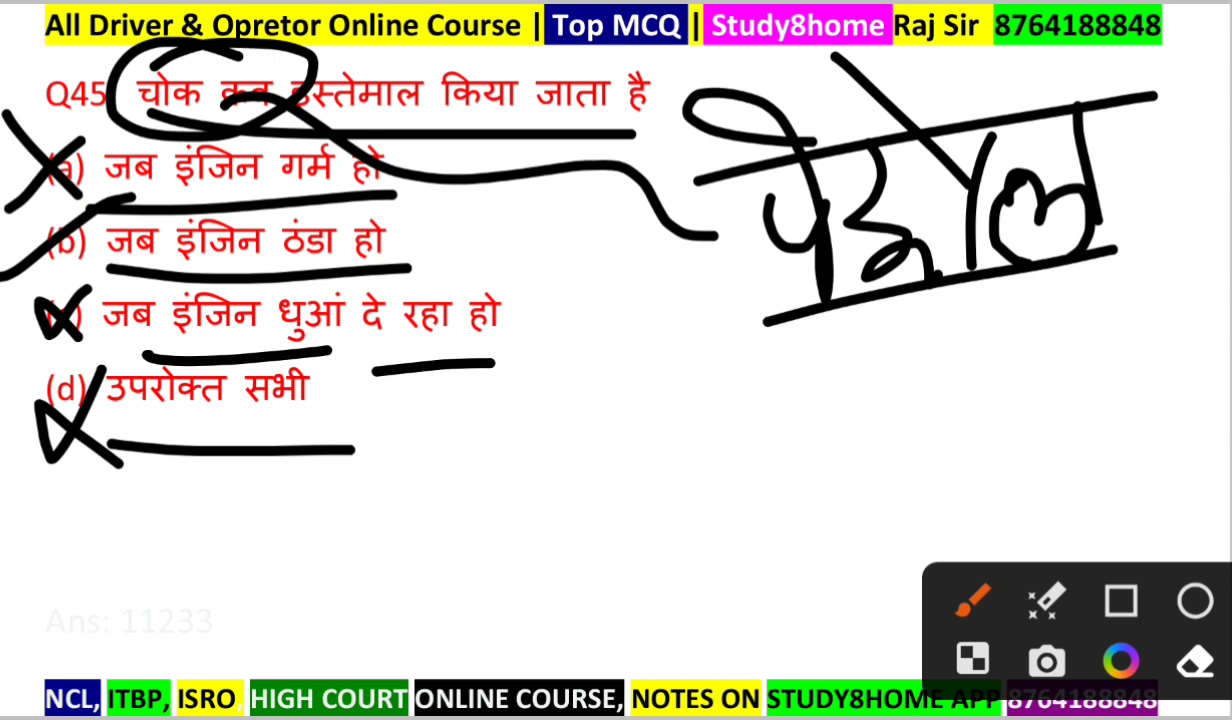 All Driver & Opretor Online Course | Top MCQ | Study8home Raj Sir 8764188848
Q45 चोक कब इस्तेमाल किया जाता है
(a) जब इंजिन गर्म हो
(b) जब इंजिन ठंडा हो
जब इंजिन धुआं दे रहा हो
(d) उपरोक्त सभी
Ans: 11233
NCL, ITBP, ISRO, HIGH COURT ONLINE COURSE, NOTES ON STUDY8HOME APP 8764188848